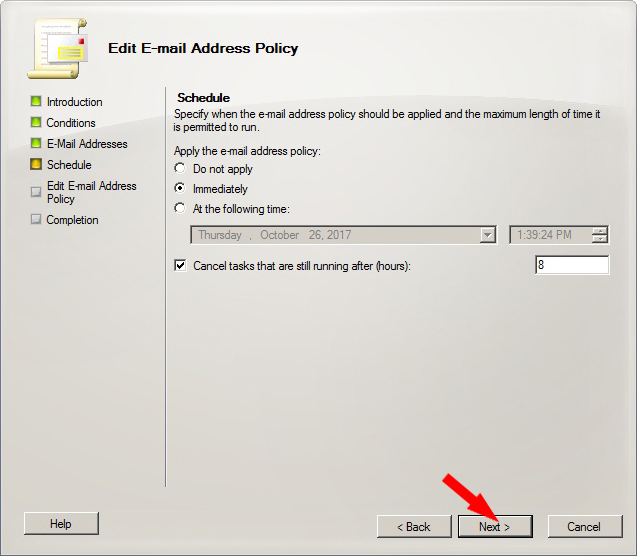 Edit E-mail Address Policy
Introduction
Conditions
E-Mail Addresses
Schedule
Edit E-mail Address
Policy
Completion
Schedule
Specify when the e-mail address policy should be applied and the maximum length of time it
is permitted to run.
Apply the e-mail address policy:
Do not apply
Immediately
At the following time:
Thursday , October 26, 2017
1:39:24 PM
Cancel tasks that are still running after (hours):
8
Help
< Back
Next >
Cancel